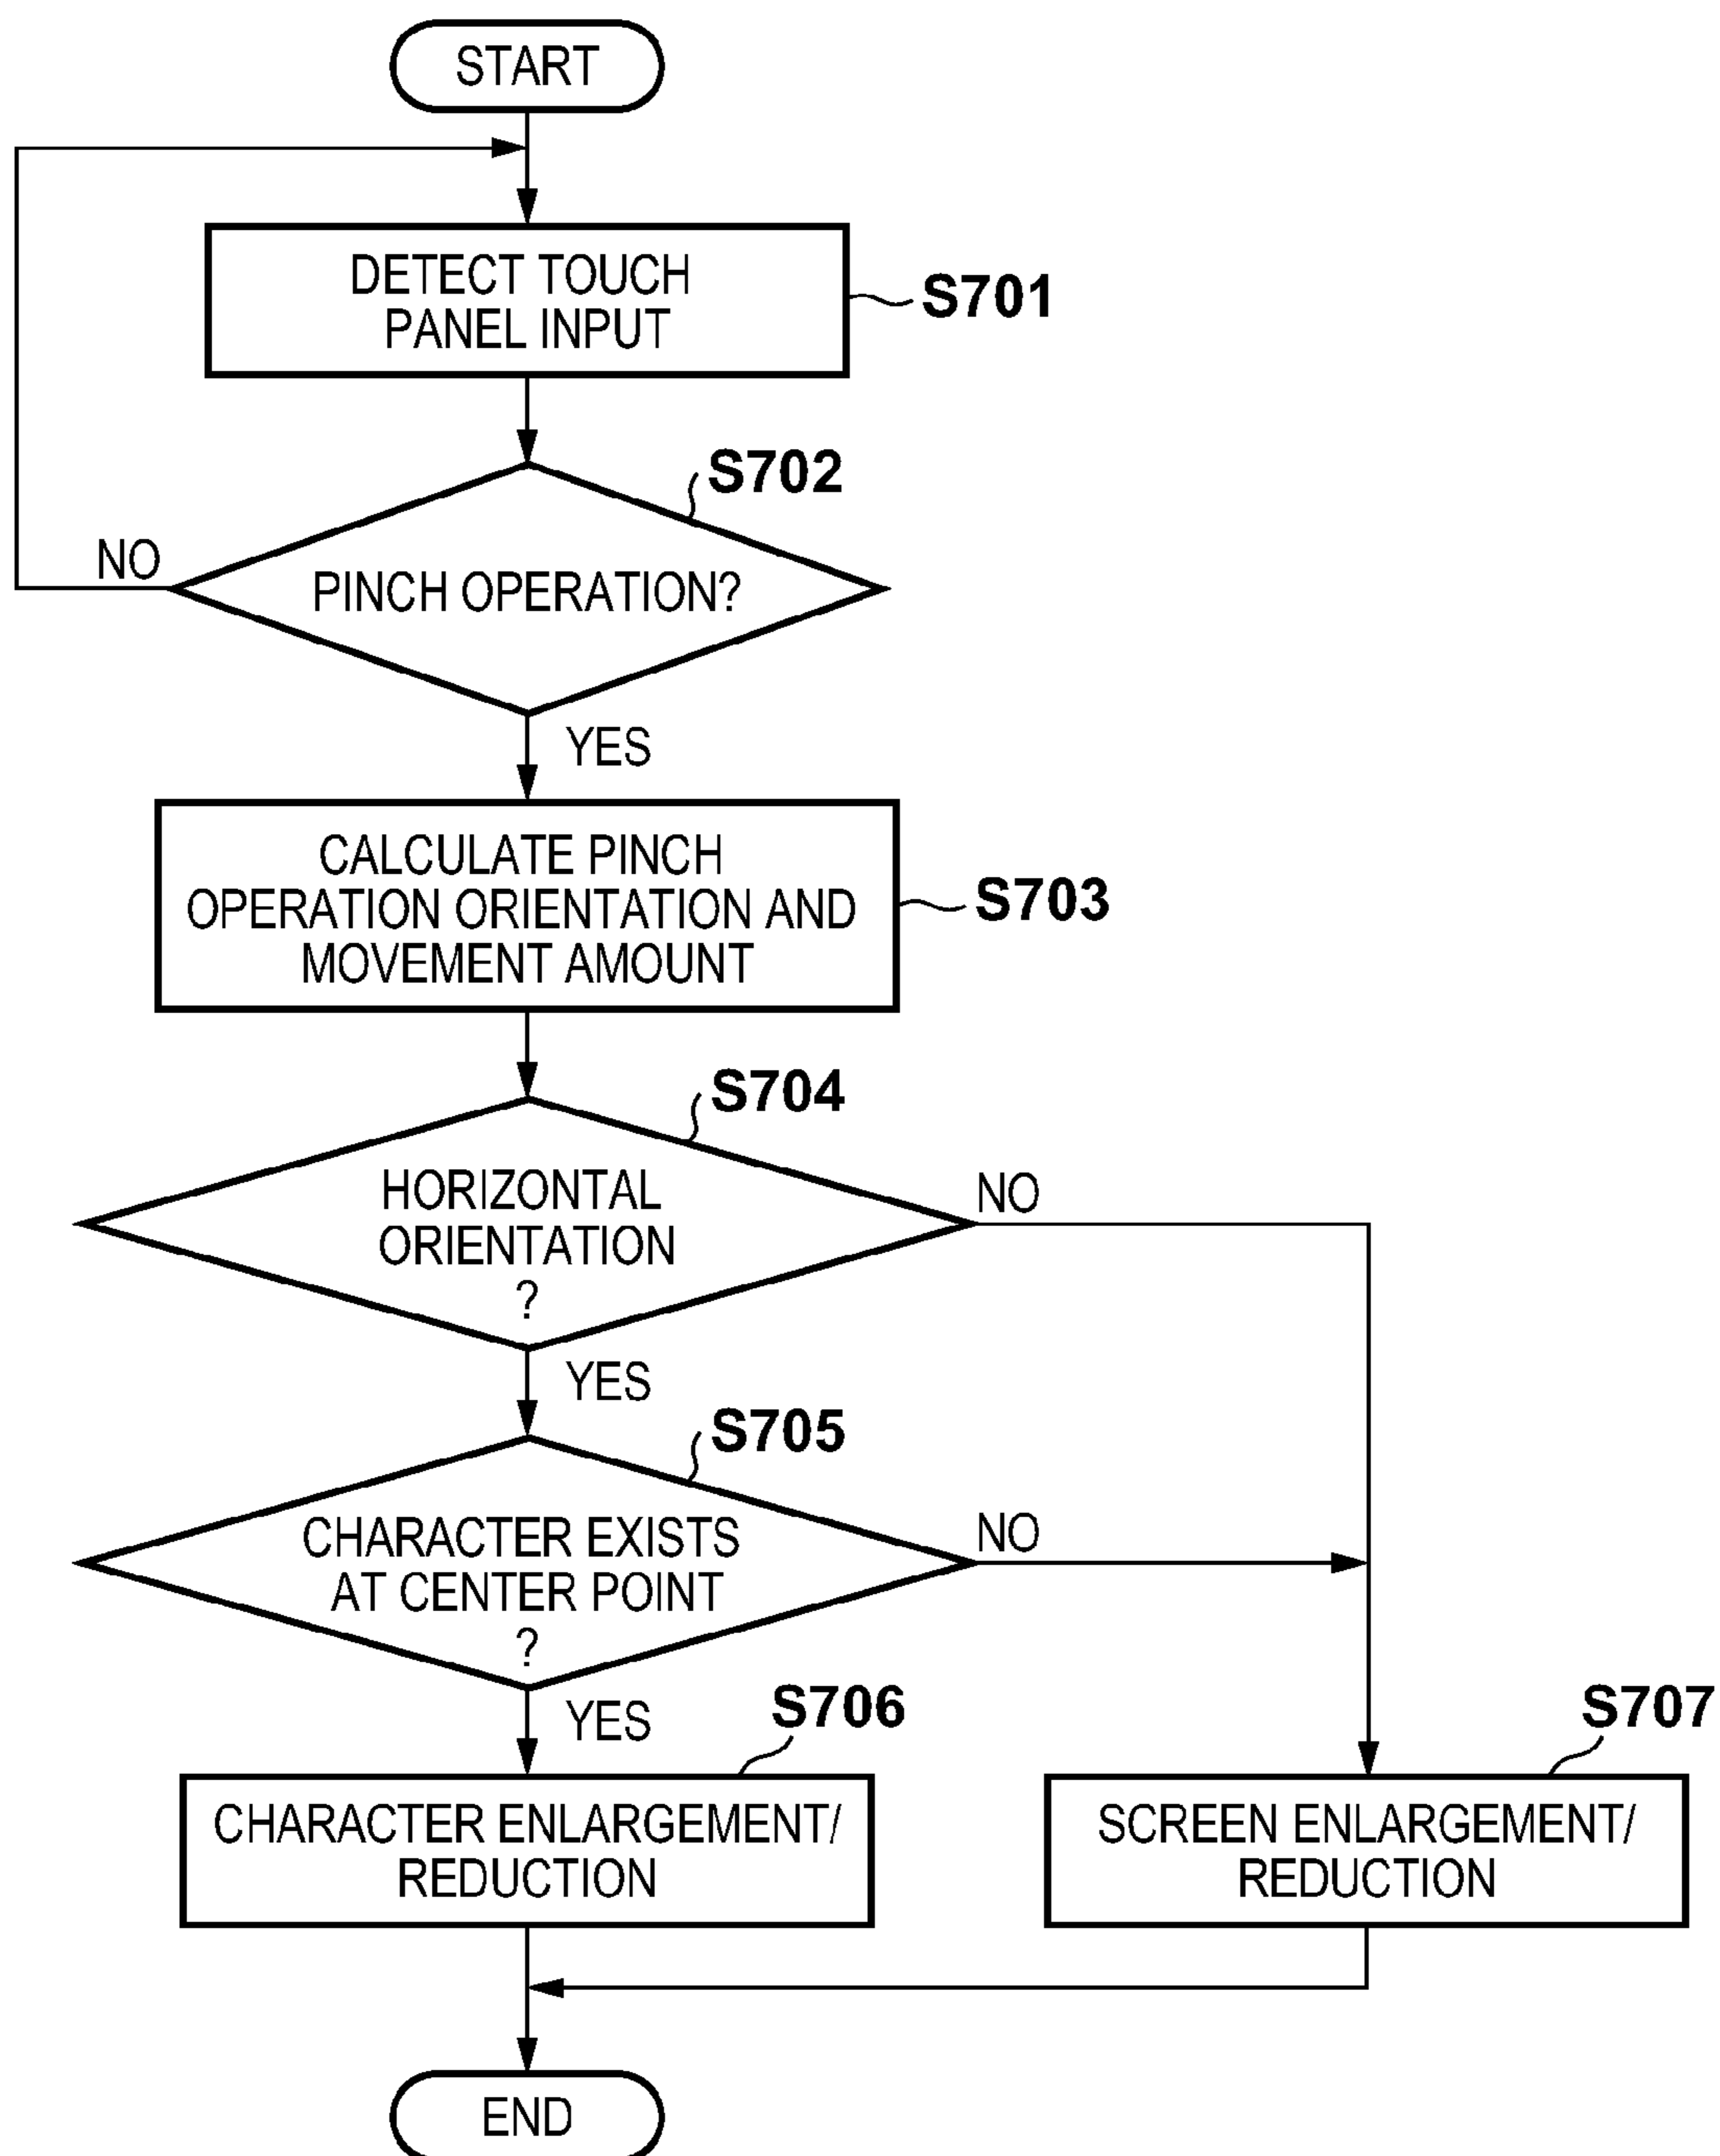 START
DETECT TOUCH
PANEL INPUT
S701
S702
NO
PINCH OPERATION?
YES
CALCULATE PINCH
OPERATION ORIENTATION AND
MOVEMENT AMOUNT
S703
S704
HORIZONTAL
ORIENTATION
?
NO
YES
S705
CHARACTER EXISTS
AT CENTER POINT
?
NO
YES
S706
CHARACTER ENLARGEMENT/
REDUCTION
S707
SCREEN ENLARGEMENT/
REDUCTION
END